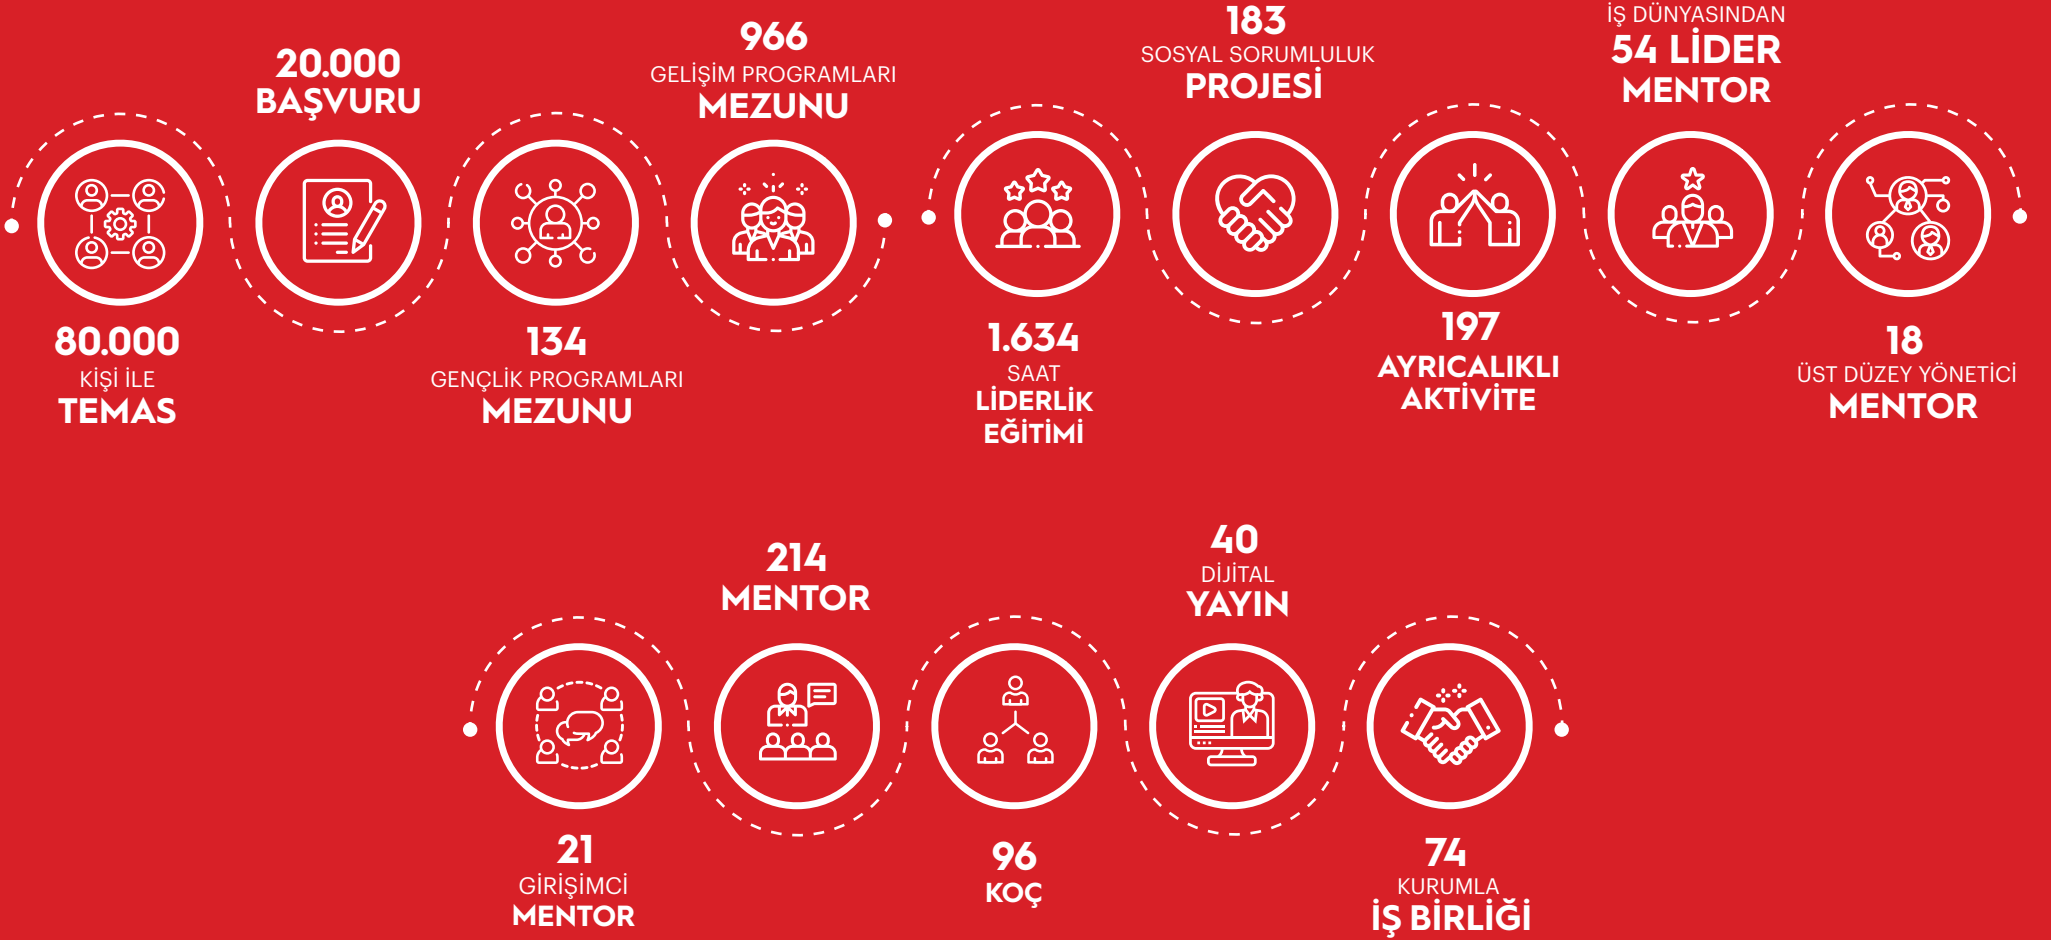 80.000
KİŞİ İLE
TEMAS
20.000
BAŞVURU
134
GENÇLİK PROGRAMLARI
MEZUNU
966
GELİŞİM PROGRAMLARI
MEZUNU
1.634
SAAT
LİDERLİK
EĞİTİMİ
183
SOSYAL SORUMLULUK
PROJESİ
197
AYRICALIKLI
AKTİVİTE
İŞ DÜNYASINDAN
54 LİDER
MENTOR
18
ÜST DÜZEY YÖNETİCİ
MENTOR
21
GİRİŞİMCİ
MENTOR
214
MENTOR
96
KOÇ
40
DİJİTAL
YAYIN
74
KURUMLA
İŞ BİRLİĞİ